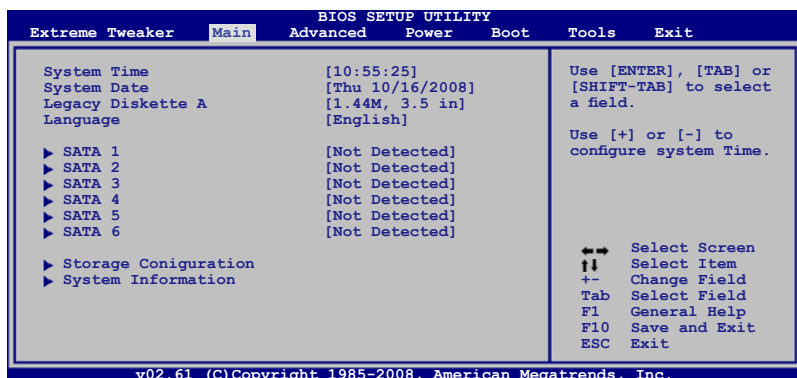 BIOS SETUP UTILITY
Extreme Tweaker Main Advanced Power Boot Tools Exit
System Time [10:55:25]
System Date [Thu 10/16/2008]
Legacy Diskette A [1.44M, 3.5 in]
Language [English]
SATA 1 [Not Detected]
SATA 2 [Not Detected]
SATA 3 [Not Detected]
SATA 4 [Not Detected]
SATA 5 [Not Detected]
SATA 6 [Not Detected]
Storage Coniguration
System Information
Use [ENTER], [TAB] or
[SHIFT-TAB] to select
a field.
Use [+] or [-] to
configure system Time.
Select Screen
Select Item
+- Change Field
Tab Select Field
F1 General Help
F10 Save and Exit
ESC Exit
v02.61 (C)Copyright 1985-2008, American Megatrends, Inc.